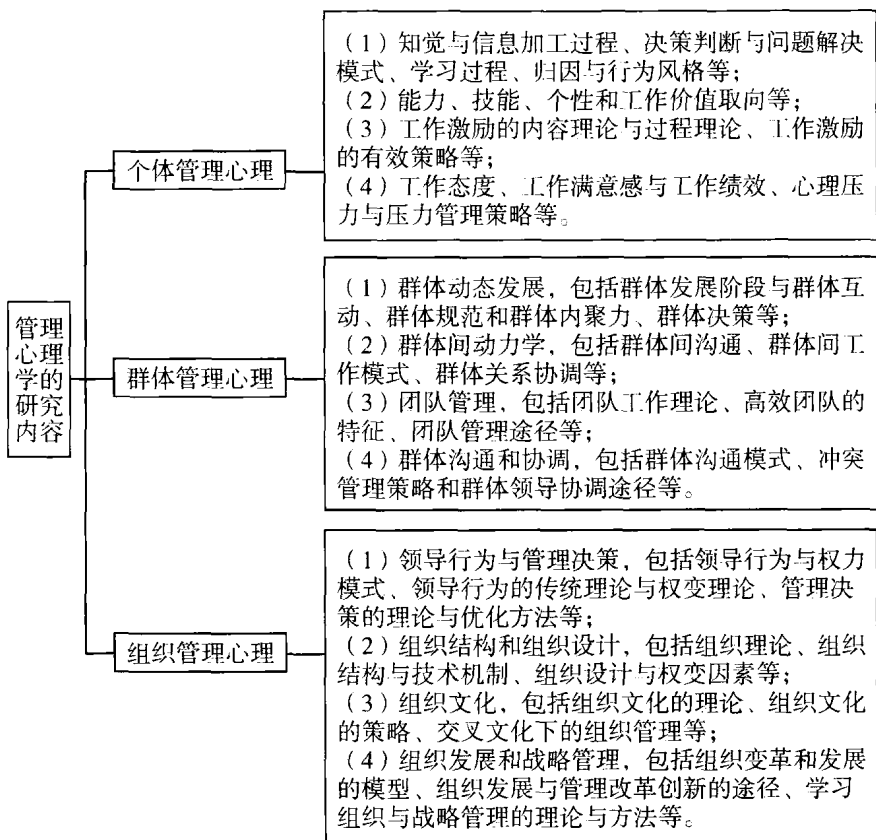 （1）知觉与信息加工过程、决策判断与问题解决
模式、学习过程、归因与行为风格等；
（2）能力、技能、个性和工作价值取向等；
（3）工作激励的内容理论与过程理论、工作激励
的有效策略等；
（4）工作态度、工作满意感与工作绩效、心理压
力与压力管理策略等。
个体管理心理
管理
心理
学的
研究
内容
（1）群体动态发展，包括群体发展阶段与群体互
动、群体规范和群体内聚力、群体决策等；
（2）群体间动力学，包括群体间沟通、群体间工
作模式、群体关系协调等；
（3）团队管理，包括团队工作理论、高效团队的
特征、团队管理途径等；
（4）群体沟通和协调，包括群体沟通模式、冲突
管理策略和群体领导协调途径等。
群体管理心理
（1）领导行为与管理决策，包括领导行为与权力
模式、领导行为的传统理论与权变理论、管理决
策的理论与优化方法等；
（2）组织结构和组织设计，包括组织理论、组织
结构与技术机制、组织设计与权变因素等；
（3）组织文化，包括组织文化的理论、组织文化
的策略、交叉文化下的组织管理等；
（4）组织发展和战略管理，包括组织变革和发展
的模型、组织发展与管理改革创新的途径、学习
组织与战略管理的理论与方法等。
组织管理心理